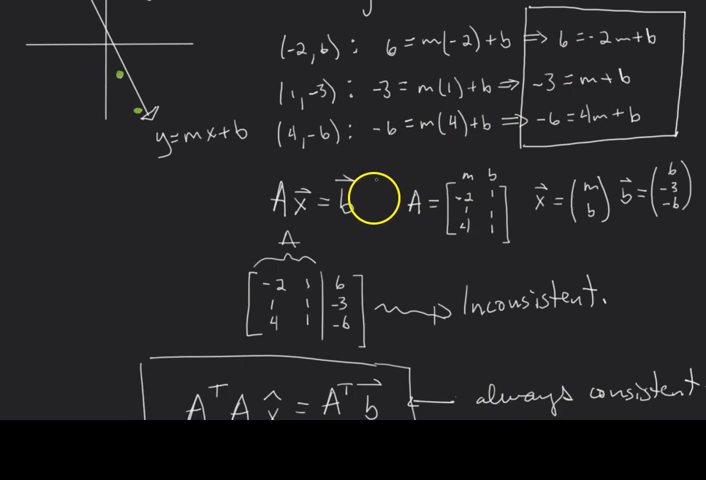 y
(-2,6): 6 = m(-2)+b ⇒ 6 = -2m+b
(1,-3): -3 = m(1)+b ⇒ -3 = m+b
(4,-6): -6 = m(4)+b ⇒ -6 = 4m+b
y=mx+b
m b
A x⃗ = b⃗ A = [-2 1; 1 1; 4 1] x⃗ = (m; b) b⃗ = (6; -3; -6)
A
[-2 1 | 6; 1 1 | -3; 4 1 | -6] ⟿ Inconsistent.
AᵀA x̂ = Aᵀ b⃗ ← always consistent